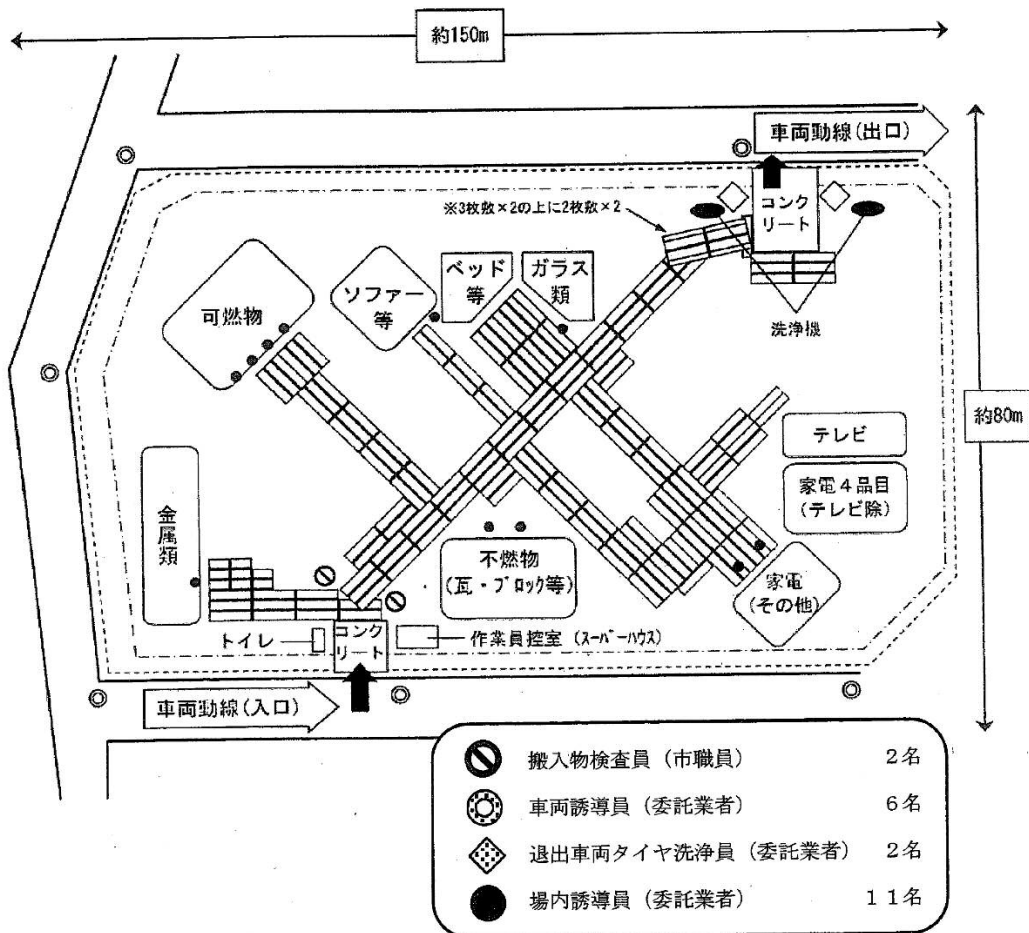 約150m
車両動線(出口)
コンク
リート
※3枚敷×2の上に2枚敷×2
ベッド
等
ガラス
類
ソファー
等
可燃物
洗浄機
約80m
テレビ
家電４品目
(テレビ除)
金属類
不燃物
(瓦・ブロック等)
家電
(その他)
トイレ
コンク
リート
作業員控室（スーパーハウス）
車両動線(入口)
搬入物検査員（市職員） 2名
車両誘導員（委託業者） 6名
退出車両タイヤ洗浄員（委託業者） 2名
場内誘導員（委託業者） １１名